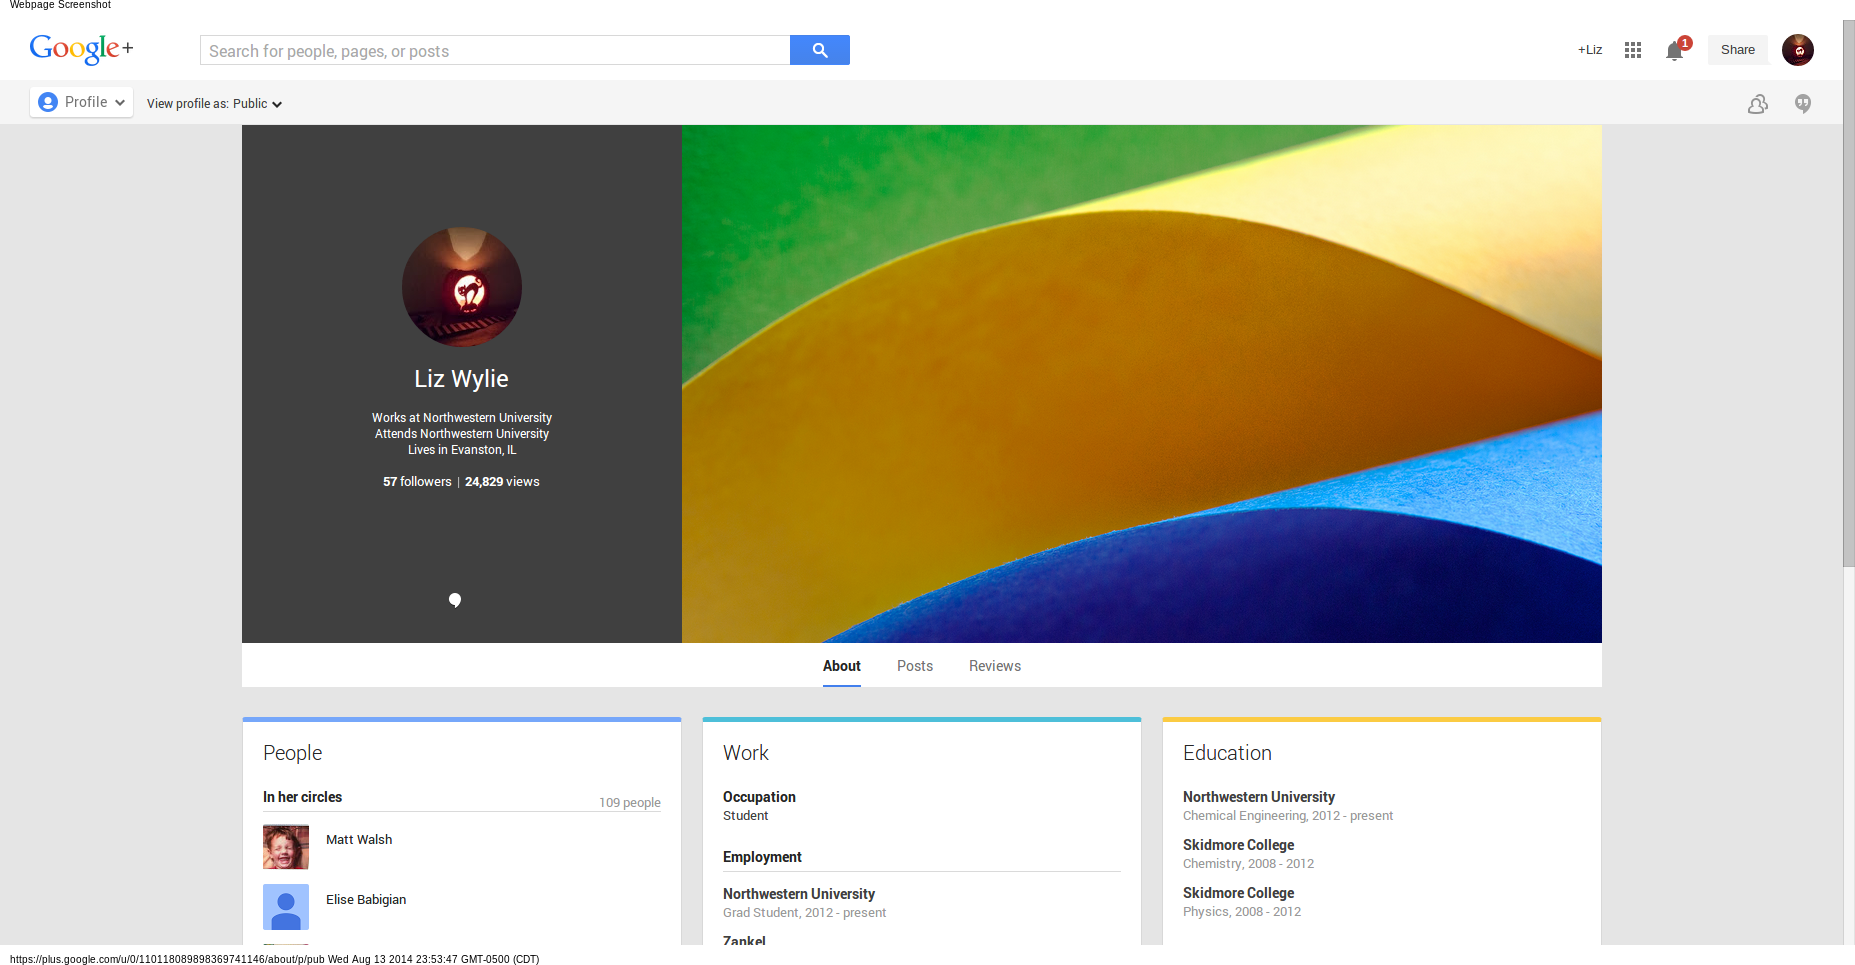 Webpage Screenshot
Google+
Search for people, pages, or posts
+Liz
1
Share
Profile
View profile as: Public
Liz Wylie
Works at Northwestern University
Attends Northwestern University
Lives in Evanston, IL
57 followers | 24,829 views
About Posts Reviews
People
In her circles
109 people
Matt Walsh
Elise Babigian
Work
Occupation
Student
Employment
Northwestern University
Grad Student, 2012 - present
Zankel
Education
Northwestern University
Chemical Engineering, 2012 - present
Skidmore College
Chemistry, 2008 - 2012
Skidmore College
Physics, 2008 - 2012
https://plus.google.com/u/0/110118089898369741146/about/p/pub Wed Aug 13 2014 23:53:47 GMT-0500 (CDT)